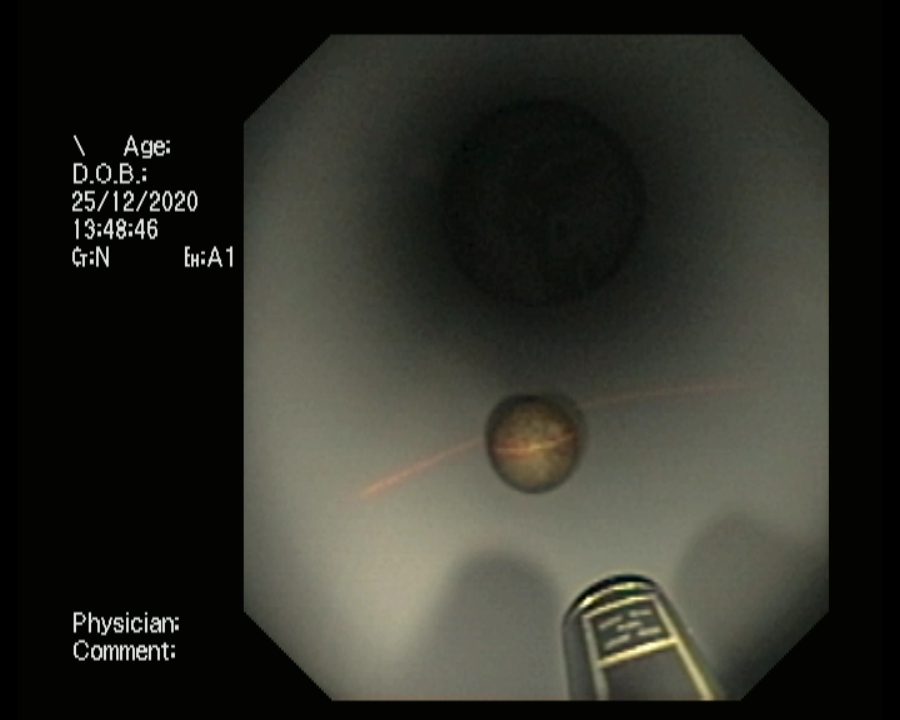 \ Age:
D.O.B.:
25/12/2020
13:48:46
Cr:N EH:A1
Physician:
Comment: